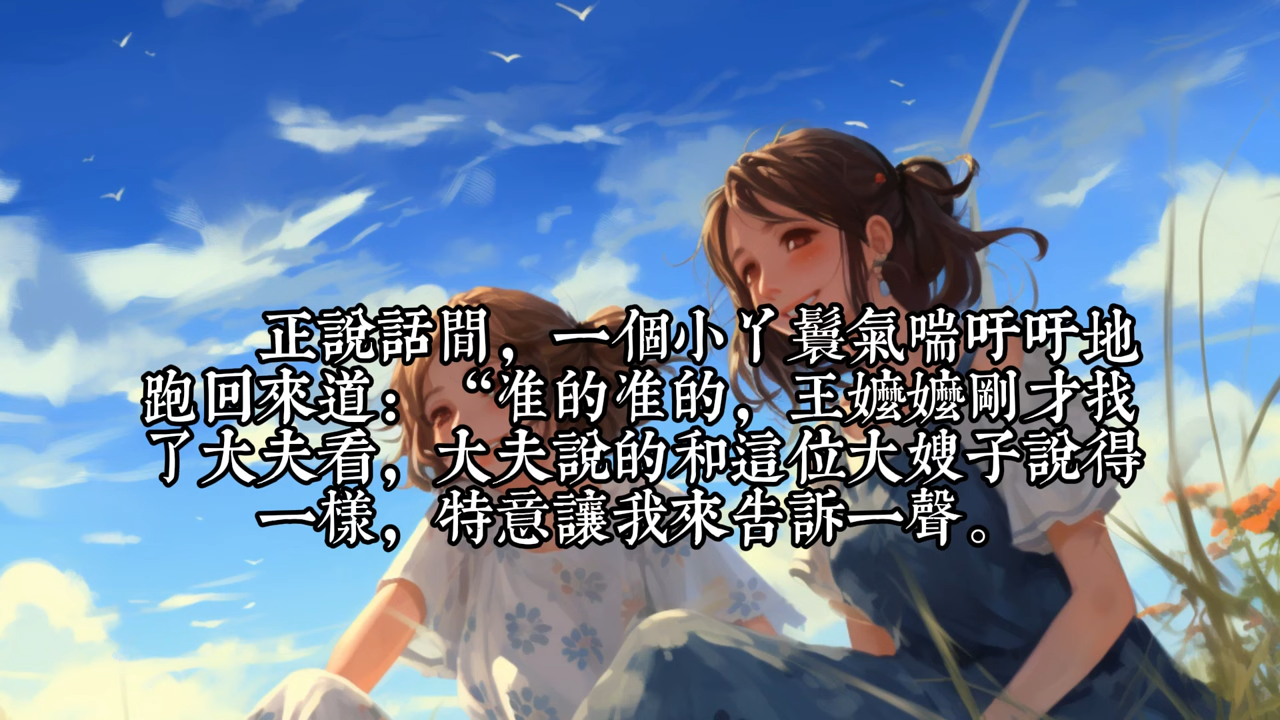 正說話間，一個小丫鬟氣喘吁吁地
跑回來道：“准的准的，王嬤嬤剛才找
了大夫看，大夫說的和這位大嫂子說得
一樣，特意讓我來告訴一聲。